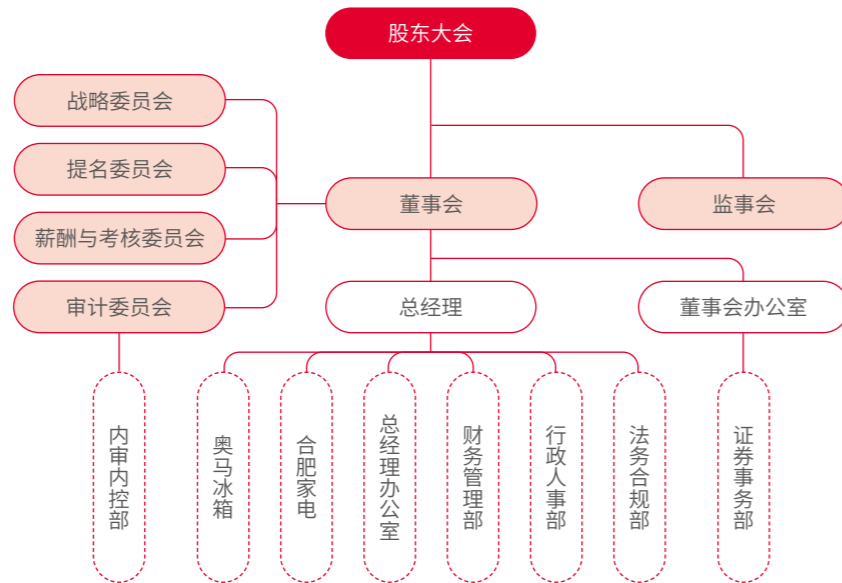 股东大会
战略委员会
提名委员会
薪酬与考核委员会
审计委员会
董事会
监事会
总经理
董事会办公室
内审内控部
奥马冰箱
合肥家电
总经理办公室
财务管理部
行政人事部
法务合规部
证券事务部